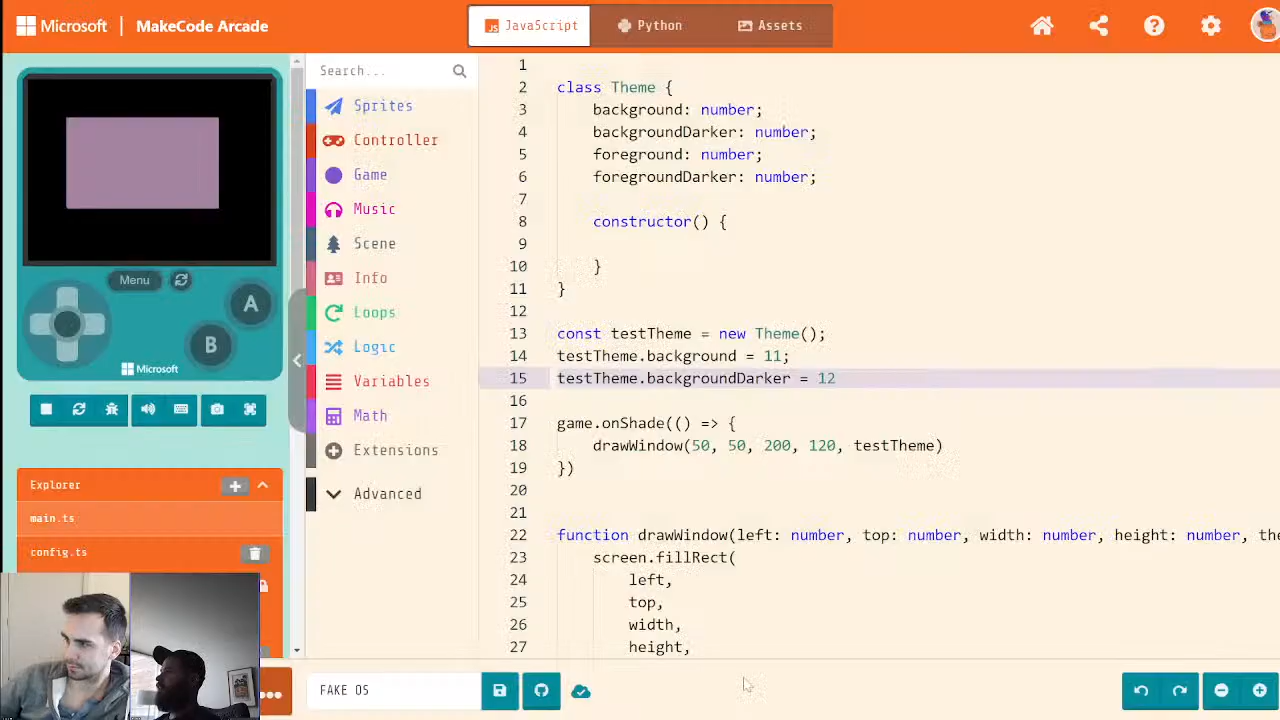 Microsoft | MakeCode Arcade
JavaScript
Python
Assets
Menu
A
B
Microsoft
Explorer
main.ts
config.ts
Search...
Sprites
Controller
Game
Music
Scene
Info
Loops
Logic
Variables
Math
Extensions
Advanced
1
2 class Theme {
3 background: number;
4 backgroundDarker: number;
5 foreground: number;
6 foregroundDarker: number;
7
8 constructor() {
9
10 }
11 }
12
13 const testTheme = new Theme();
14 testTheme.background = 11;
15 testTheme.backgroundDarker = 12
16
17 game.onShade(() => {
18 drawWindow(50, 50, 200, 120, testTheme)
19 })
20
21
22 function drawWindow(left: number, top: number, width: number, height: number, the
23 screen.fillRect(
24 left,
25 top,
26 width,
27 height,
FAKE OS